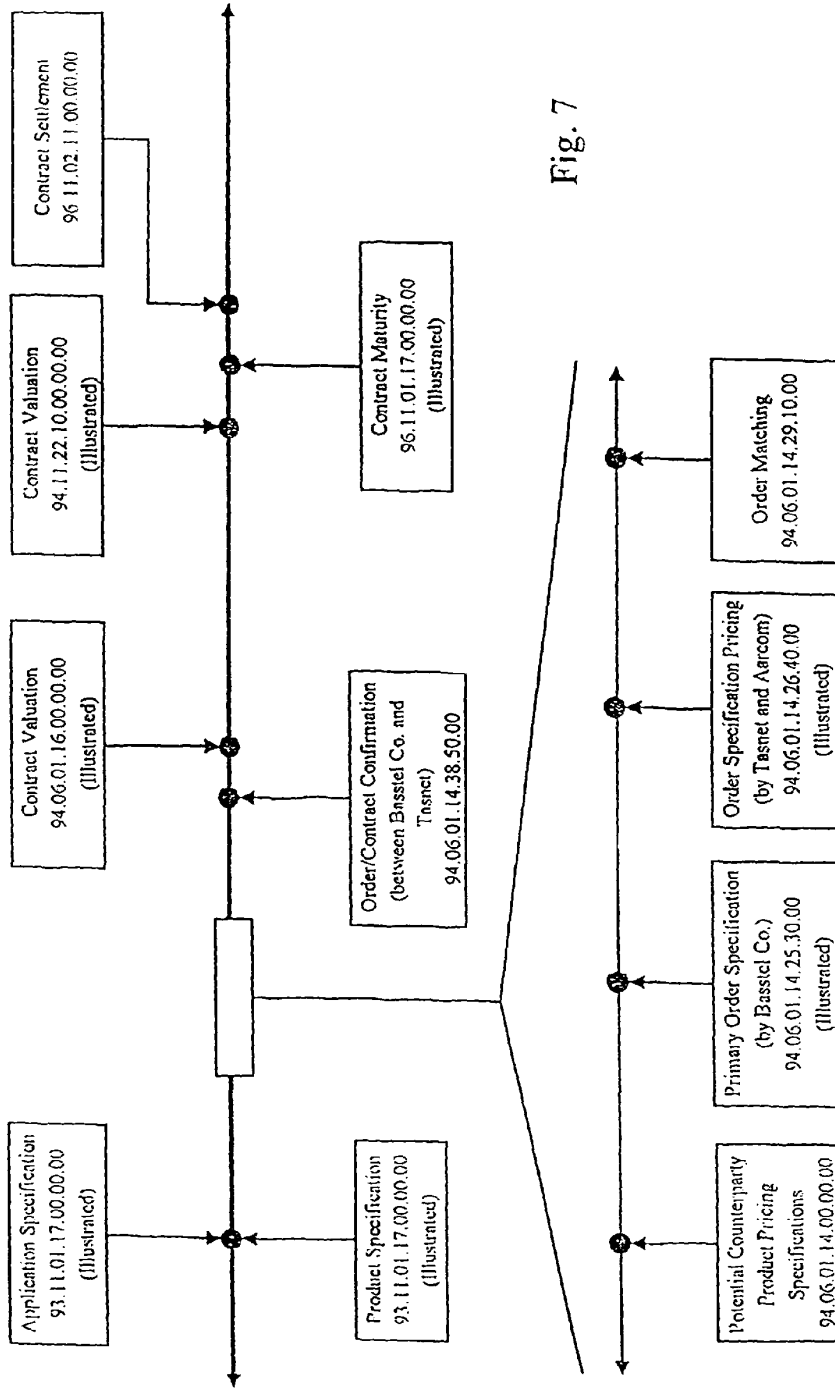 Application Specification
93.11.01.17.00.00.00
(Illustrated)
Contract Valuation
94.06.01.16.00.00.00
(Illustrated)
Contract Valuation
94.11.22.10.00.00.00
(Illustrated)
Contract Settlement
96.11.02.11.00.00.00
Product Specification
93.11.01.17.00.00.00
(Illustrated)
Order/Contract Confirmation
(between Basstel Co. and
Tasnet)
94.06.01.14.38.50.00
Contract Maturity
96.11.01.17.00.00.00
(Illustrated)
Potential Counterparty
Product Pricing
Specifications
94.06.01.14.00.00.00
Primary Order Specification
(by Basstel Co.)
94.06.01.14.25.30.00
(Illustrated)
Order Specification Pricing
(by Tasnet and Aarcom)
94.06.01.14.26.40.00
(Illustrated)
Order Matching
94.06.01.14.29.10.00
Fig. 7